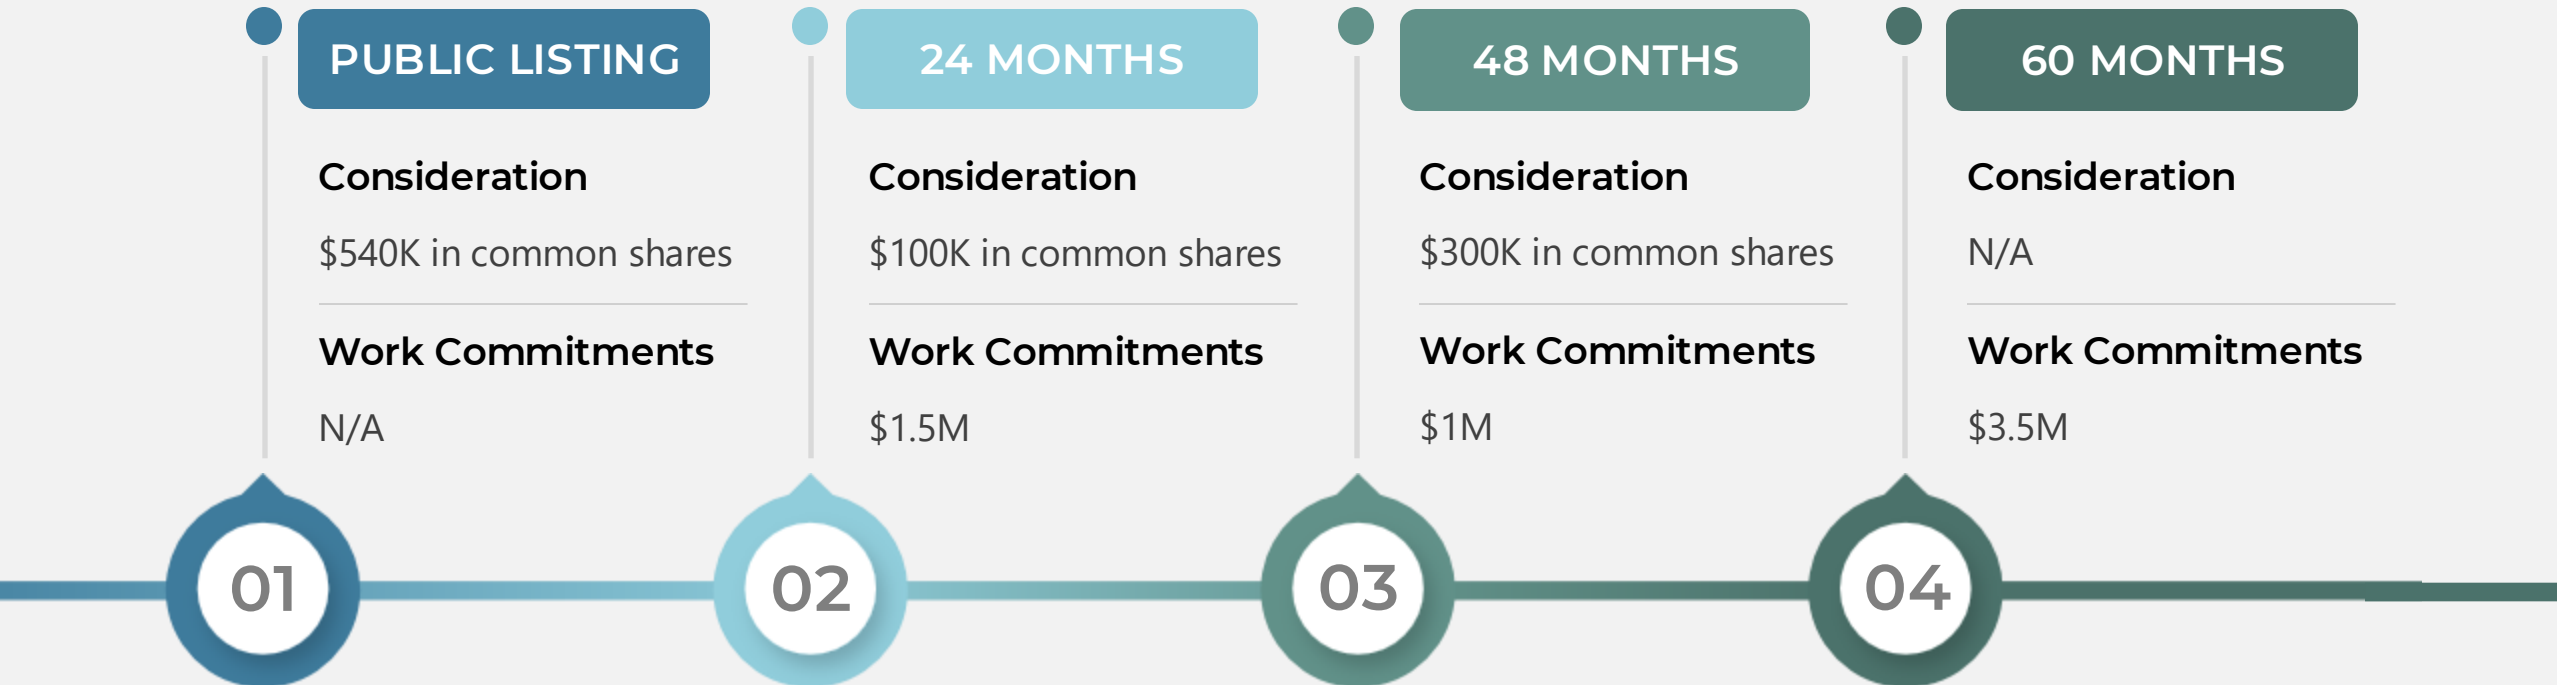 PUBLIC LISTING
Consideration
$540K in common shares
Work Commitments
N/A
01
24 MONTHS
Consideration
$100K in common shares
Work Commitments
$1.5M
02
48 MONTHS
Consideration
$300K in common shares
Work Commitments
$1M
03
60 MONTHS
Consideration
N/A
Work Commitments
$3.5M
04